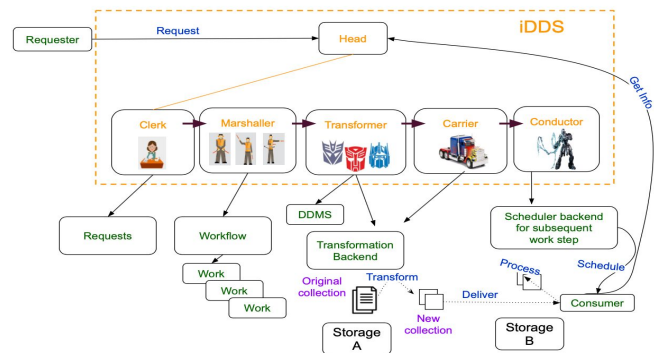 iDDS
Requester
Request
Head
Get Info
Clerk
Marshaller
Transformer
Carrier
Conductor
Requests
Workflow
DDMS
Transformation
Backend
Scheduler backend
for subsequent
work step
Work
Work
Work
Original
collection
Transform
New
collection
Deliver
Process
Schedule
Consumer
Storage
A
Storage
B